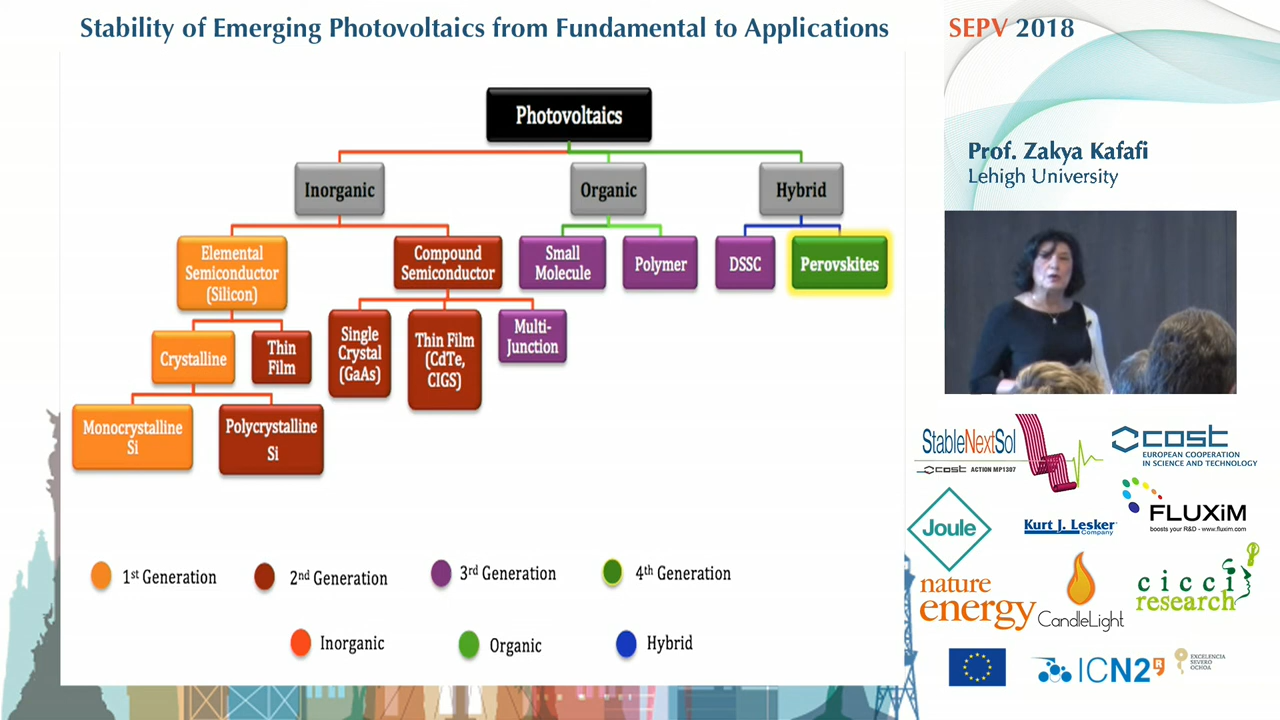 Stability of Emerging Photovoltaics from Fundamental to Applications
SEPV 2018
Photovoltaics
Inorganic
Organic
Hybrid
Elemental
Semiconductor
(Silicon)
Compound
Semiconductor
Small
Molecule
Polymer
DSSC
Perovskites
Crystalline
Thin
Film
Single
Crystal
(GaAs)
Thin Film
(CdTe,
CIGS)
Multi-
Junction
Monocrystalline
Si
Polycrystalline
Si
1st Generation
2nd Generation
3rd Generation
4th Generation
Inorganic
Organic
Hybrid
Prof. Zakya Kafafi
Lehigh University
StableNextSol
cost ACTION MP1307
cost
EUROPEAN COOPERATION
IN SCIENCE AND TECHNOLOGY
Joule
Kurt J. Lesker
Company
FLUXiM
boosts your R&D - www.fluxim.com
nature
energy
CandleLight
cicci
research
ICN2
EXCELENCIA
SEVERO
OCHOA